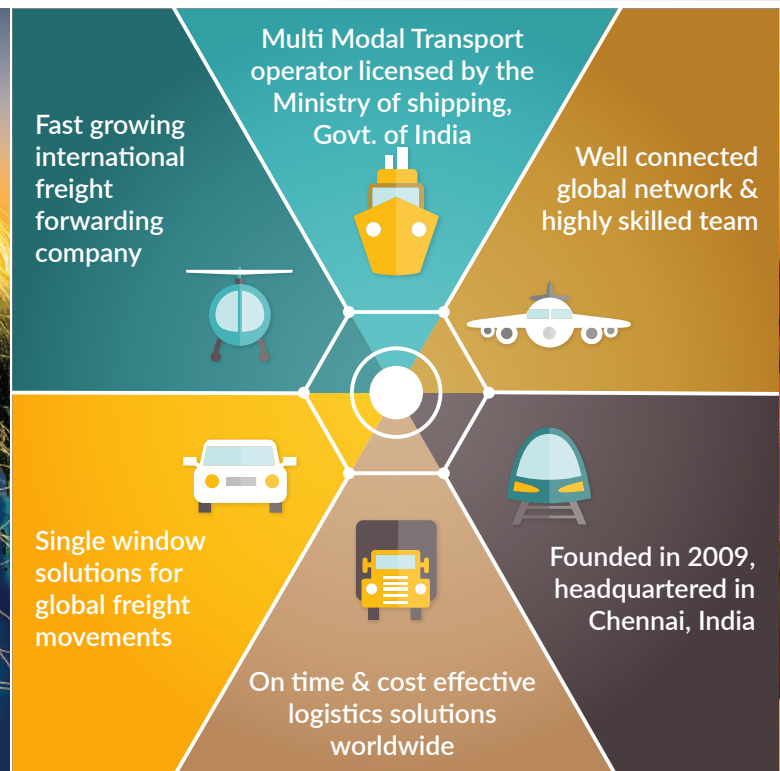 Multi Modal Transport
operator licensed by the
Ministry of shipping,
Govt. of India
Fast growing
international
freight
forwarding
company
Well connected
global network &
highly skilled team
Single window
solutions for
global freight
movements
Founded in 2009,
headquartered in
Chennai, India
On time & cost effective
logistics solutions
worldwide